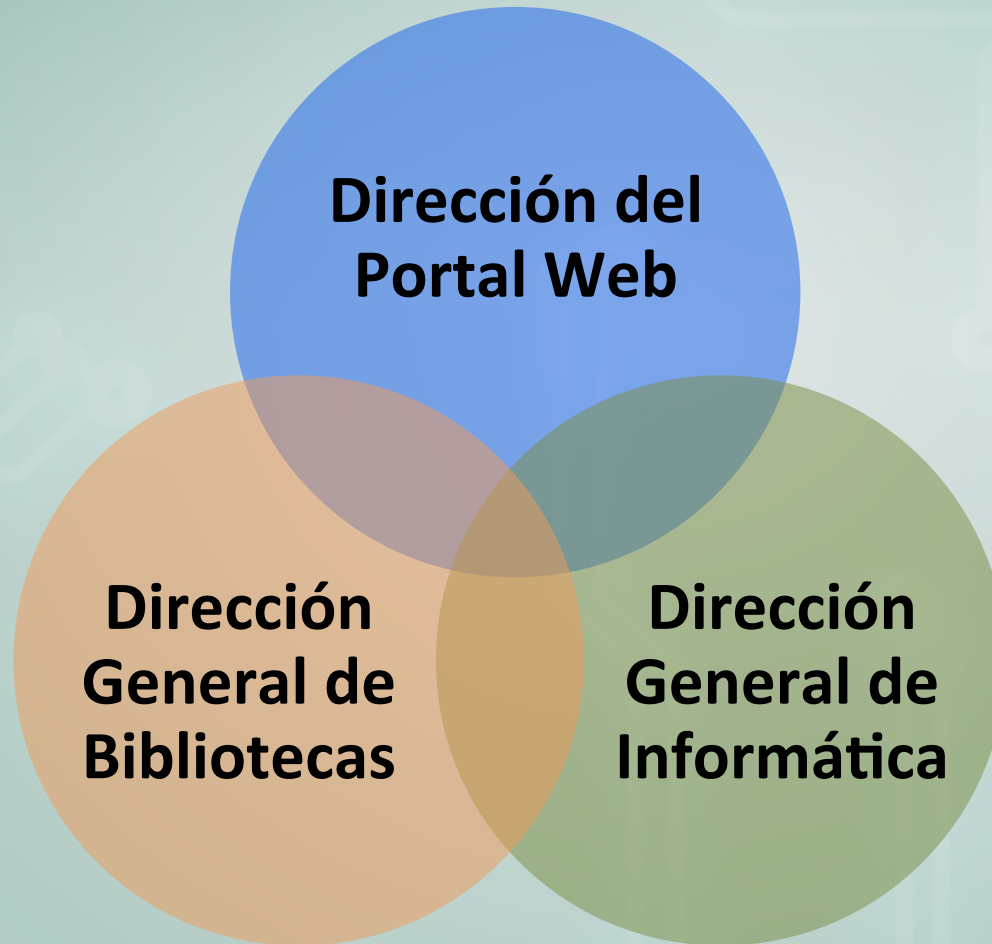 Dirección del
Portal Web
Dirección
General de
Bibliotecas
Dirección
General de
Informática